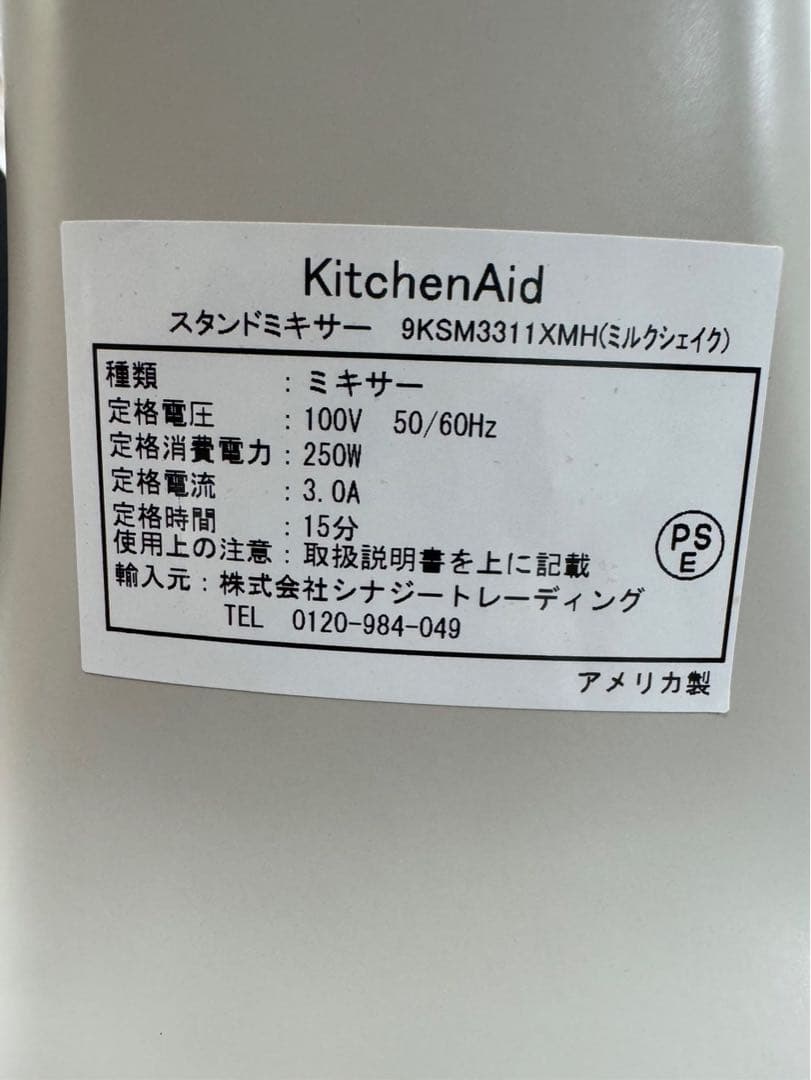 KitchenAid
スタンドミキサー 9KSM3311XMH(ミルクシェイク)
種類 : ミキサー
定格電圧 : 100V 50/60Hz
定格消費電力 : 250W
定格電流 : 3.0A
定格時間 : 15分
使用上の注意 : 取扱説明書を上に記載
輸入元 : 株式会社シナジートレーディング
TEL 0120-984-049
PS
E
アメリカ製